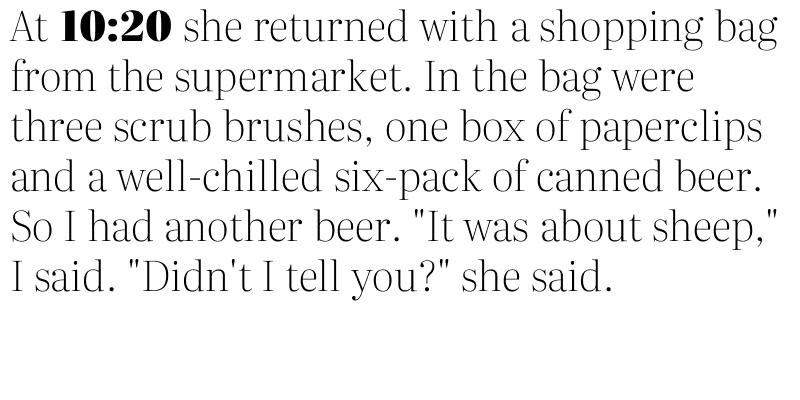 At 10:20 she returned with a shopping bag
from the supermarket. In the bag were
three scrub brushes, one box of paperclips
and a well-chilled six-pack of canned beer.
So I had another beer. "It was about sheep,"
I said. "Didn't I tell you?" she said.